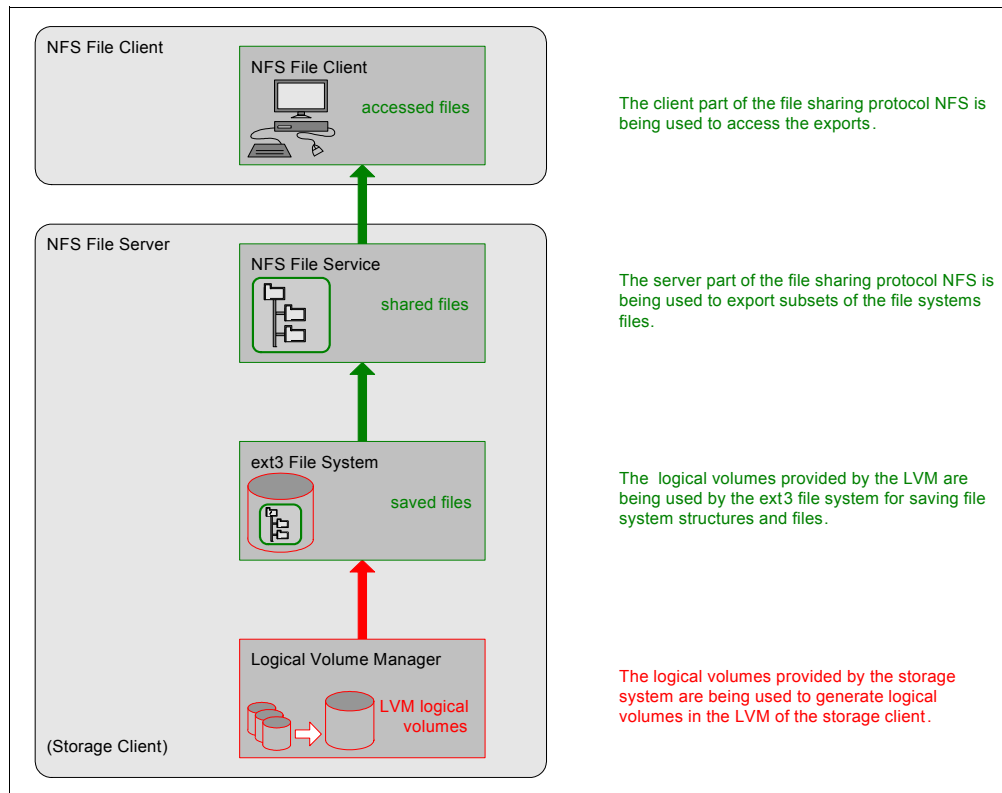 NFS File Client
NFS File Client
accessed files
The client part of the file sharing protocol NFS is
being used to access the exports.
NFS File Server
NFS File Service
shared files
The server part of the file sharing protocol NFS is
being used to export subsets of the file systems
files.
ext3 File System
saved files
The logical volumes provided by the LVM are
being used by the ext3 file system for saving file
system structures and files.
Logical Volume Manager
LVM logical
volumes
The logical volumes provided by the storage
system are being used to generate logical
volumes in the LVM of the storage client.
(Storage Client)